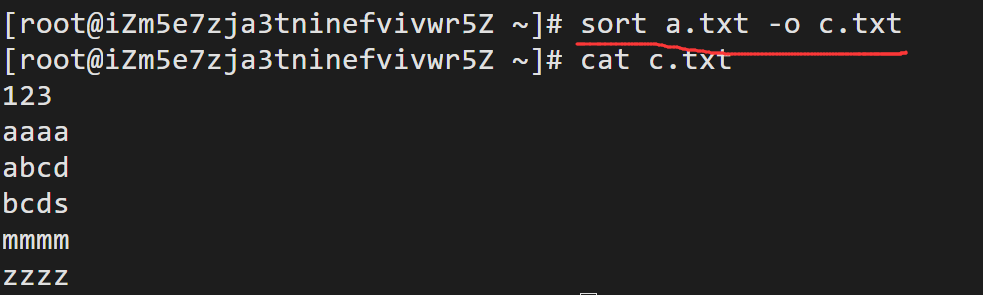 [root@iZm5e7zja3tninefvivwr5Z ~]# sort a.txt -o c.txt
[root@iZm5e7zja3tninefvivwr5Z ~]# cat c.txt
123
aaaa
abcd
bcds
mmmm
zzzz